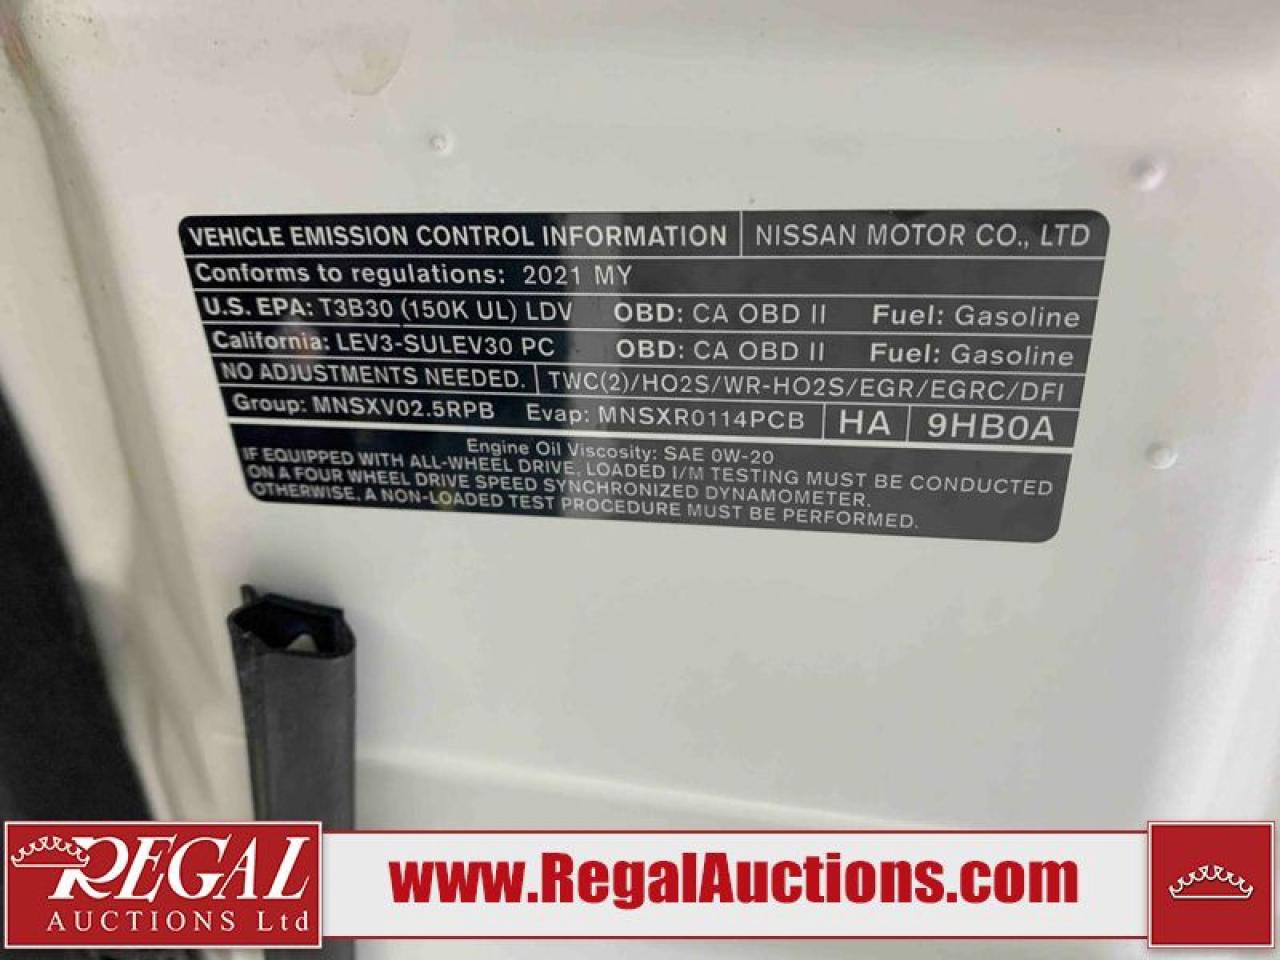 VEHICLE EMISSION CONTROL INFORMATION NISSAN MOTOR CO., LTD
Conforms to regulations: 2021 MY
U.S. EPA: T3B30 (150K UL) LDV OBD: CA OBD II Fuel: Gasoline
California: LEV3-SULEV30 PC OBD: CA OBD II Fuel: Gasoline
NO ADJUSTMENTS NEEDED. TWC(2)/HO2S/WR-HO2S/EGR/EGRC/DFI
Group: MNSXV02.5RPB Evap: MNSXR0114PCB HA 9HB0A
Engine Oil Viscosity: SAE 0W-20
IF EQUIPPED WITH ALL-WHEEL DRIVE, LOADED I/M TESTING MUST BE CONDUCTED
ON A FOUR WHEEL DRIVE SPEED SYNCHRONIZED DYNAMOMETER.
OTHERWISE, A NON-LOADED TEST PROCEDURE MUST BE PERFORMED.
REGAL
AUCTIONS Ltd
www.RegalAuctions.com